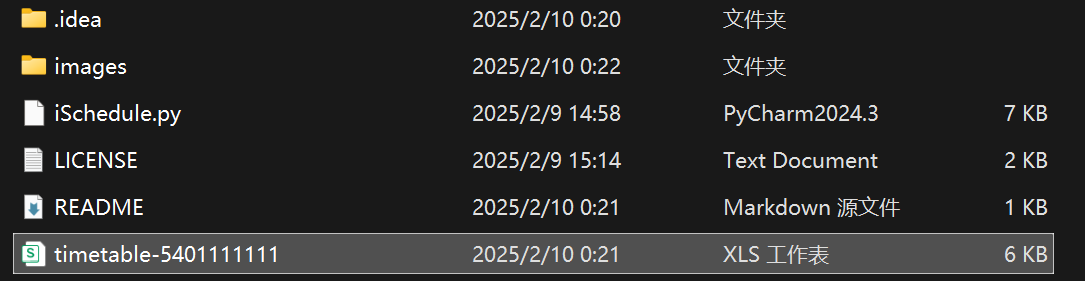 .idea 2025/2/10 0:20 文件夹
images 2025/2/10 0:22 文件夹
iSchedule.py 2025/2/9 14:58 PyCharm2024.3 7 KB
LICENSE 2025/2/9 15:14 Text Document 2 KB
README 2025/2/10 0:21 Markdown 源文件 1 KB
timetable-5401111111 2025/2/10 0:21 XLS 工作表 6 KB